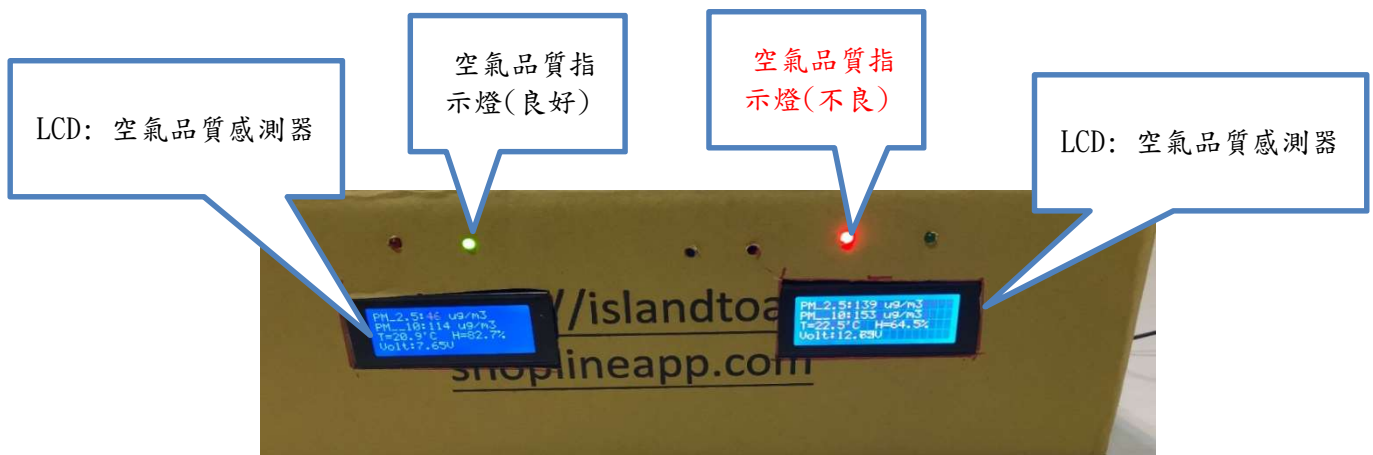 LCD: 空氣品質感測器
空氣品質指
示燈(良好)
空氣品質指
示燈(不良)
LCD: 空氣品質感測器
PM_2.5:46 ug/m3
PM__10:114 ug/m3
T=20.9'C H=82.7%
Volt:7.65V
PM_2.5:139 ug/m3
PM__10:153 ug/m3
T=22.5'C H=64.5%
Volt:12.09V
//islandtoa
shoplineapp.com